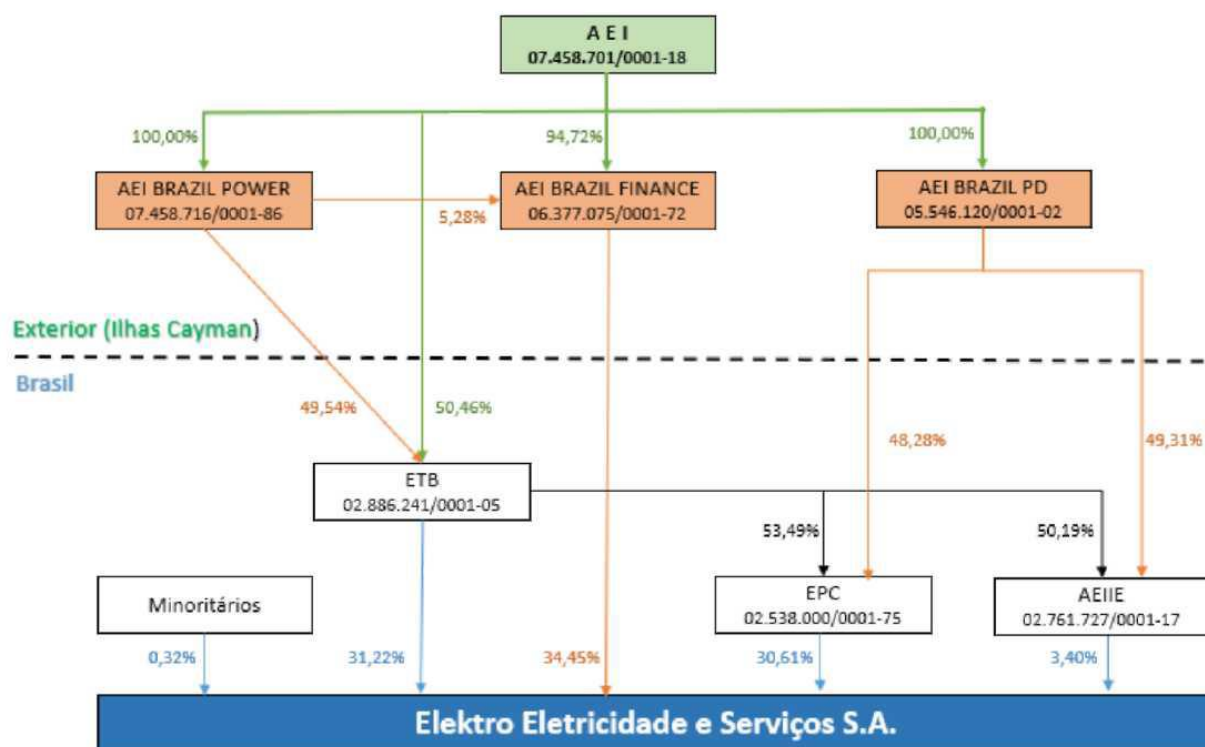 A E I
07.458.701/0001-18
100,00%
94,72%
100,00%
AEI BRAZIL POWER
07.458.716/0001-86
5,28%
AEI BRAZIL FINANCE
06.377.075/0001-72
AEI BRAZIL PD
05.546.120/0001-02
Exterior (Ilhas Cayman)
Brasil
49,54%
50,46%
48,28%
49,31%
ETB
02.886.241/0001-05
53,49%
50,19%
Minoritários
EPC
02.538.000/0001-75
AEIIE
02.761.727/0001-17
0,32%
31,22%
34,45%
30,61%
3,40%
Elektro Eletricidade e Serviços S.A.